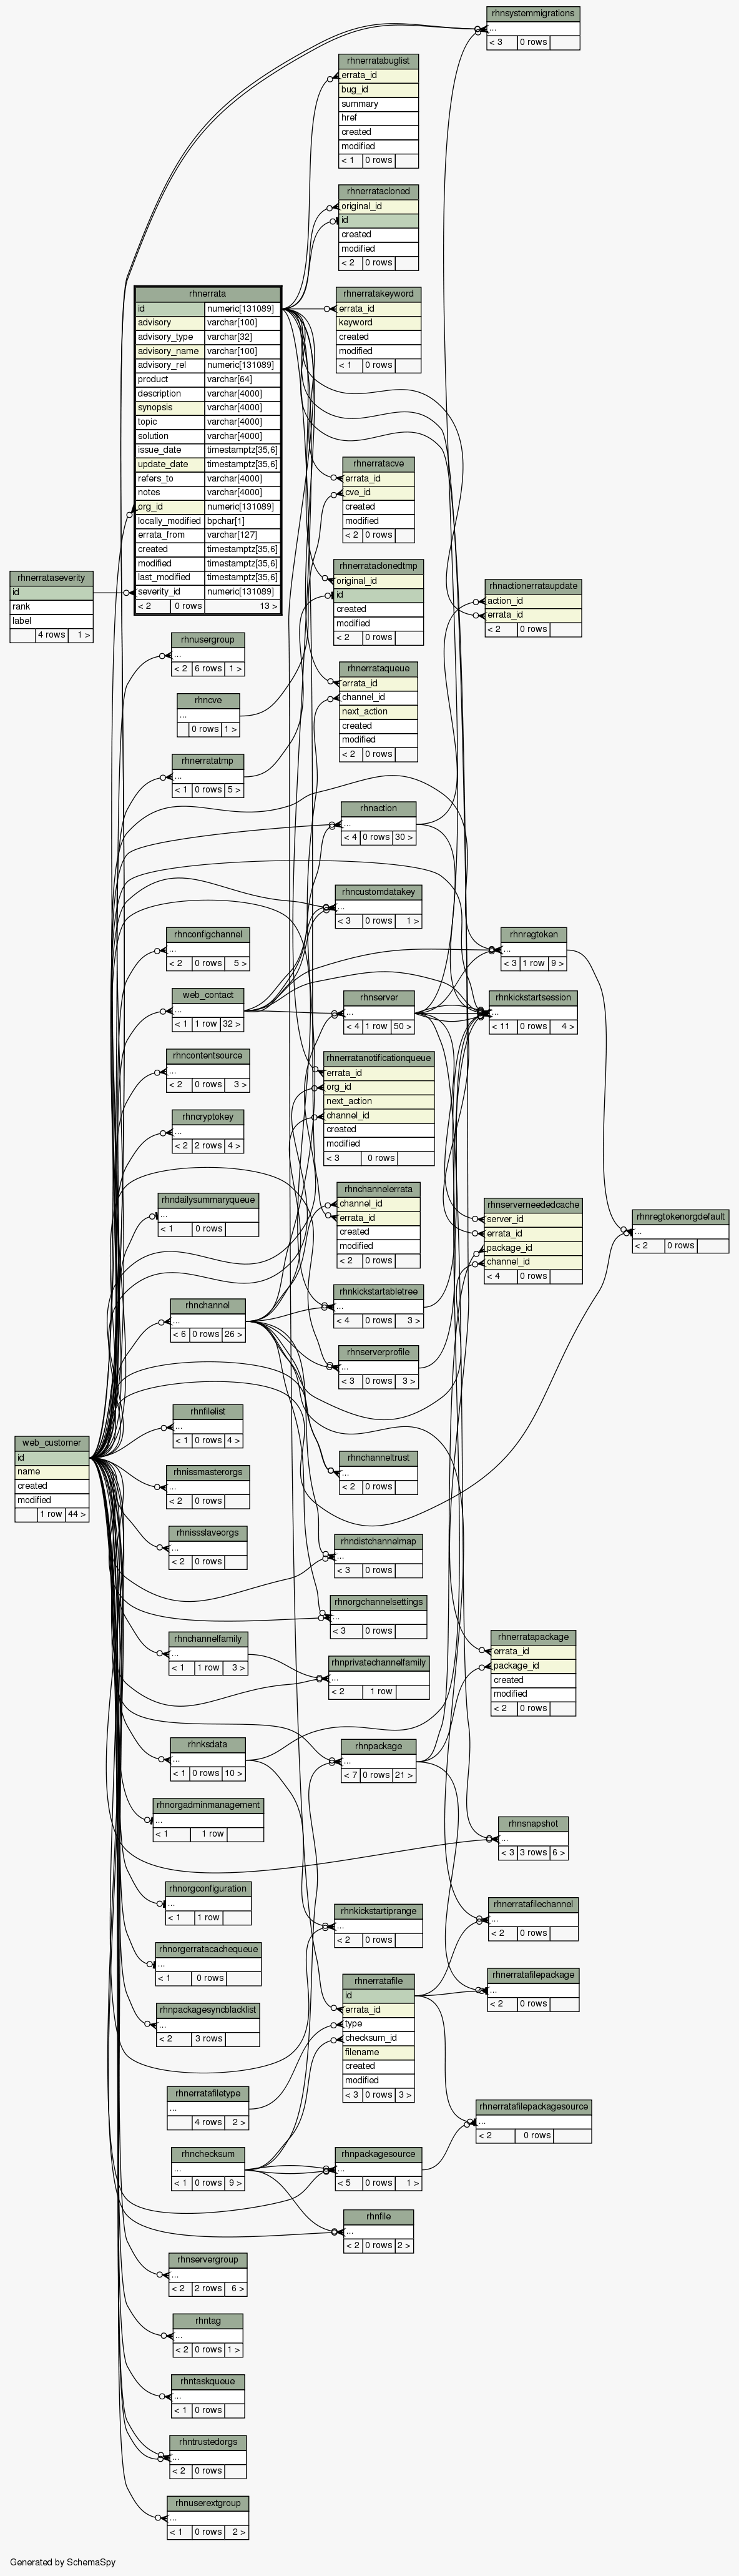 rhnsystemmigrations
...
< 3 0 rows
rhnerratabuglist
errata_id
bug_id
summary
href
created
modified
< 1 0 rows
rhnerratacloned
original_id
id
created
modified
< 2 0 rows
rhnerrata
id numeric[131089]
advisory varchar[100]
advisory_type varchar[32]
advisory_name varchar[100]
advisory_rel numeric[131089]
product varchar[64]
description varchar[4000]
synopsis varchar[4000]
topic varchar[4000]
solution varchar[4000]
issue_date timestamptz[35,6]
update_date timestamptz[35,6]
refers_to varchar[4000]
notes varchar[4000]
org_id numeric[131089]
locally_modified bpchar[1]
errata_from varchar[127]
created timestamptz[35,6]
modified timestamptz[35,6]
last_modified timestamptz[35,6]
severity_id numeric[131089]
< 2 0 rows 13 >
rhnerratakeyword
errata_id
keyword
created
modified
< 1 0 rows
rhnerratacve
errata_id
cve_id
created
modified
< 2 0 rows
rhnerrataclonedtmp
original_id
id
created
modified
< 2 0 rows
rhnerrataseverity
id
rank
label
4 rows 1 >
rhnactionerrataupdate
action_id
errata_id
< 2 0 rows
rhnusergroup
...
< 2 6 rows 1 >
rhnerrataqueue
errata_id
channel_id
next_action
created
modified
< 2 0 rows
rhncve
...
0 rows 1 >
rhnerratatmp
...
< 1 0 rows 5 >
rhnaction
...
< 4 0 rows 30 >
rhncustomdatakey
...
< 3 0 rows 1 >
rhnconfigchannel
...
< 2 0 rows 5 >
rhnregtoken
...
< 3 1 row 9 >
web_contact
...
< 1 1 row 32 >
rhnserver
...
< 4 1 row 50 >
rhnkickstartsession
...
< 11 0 rows 4 >
rhncontentsource
...
< 2 0 rows 3 >
rhnerratanotificationqueue
errata_id
org_id
next_action
channel_id
created
modified
< 3 0 rows
rhncryptokey
...
< 2 2 rows 4 >
rhndailysummaryqueue
...
< 1 0 rows
rhnchannelerrata
channel_id
errata_id
created
modified
< 2 0 rows
rhnserverneededcache
server_id
errata_id
package_id
channel_id
< 4 0 rows
rhnregtokenorgdefault
...
< 2 0 rows
rhnchannel
...
< 6 0 rows 26 >
rhnkickstartabletree
...
< 4 0 rows 3 >
rhnserverprofile
...
< 3 0 rows 3 >
rhnfilelist
...
< 1 0 rows 4 >
web_customer
id
name
created
modified
1 row 44 >
rhnissmasterorgs
...
< 2 0 rows
rhnchanneltrust
...
< 2 0 rows
rhnissslaveorgs
...
< 2 0 rows
rhndistchannelmap
...
< 3 0 rows
rhnorgchannelsettings
...
< 3 0 rows
rhnchannelfamily
...
< 1 1 row 3 >
rhnprivatechannelfamily
...
< 2 1 row
rhnerratapackage
errata_id
package_id
created
modified
< 2 0 rows
rhnksdata
...
< 1 0 rows 10 >
rhnpackage
...
< 7 0 rows 21 >
rhnorgadminmanagement
...
< 1 1 row
rhnsnapshot
...
< 3 3 rows 6 >
rhnorgconfiguration
...
< 1 1 row
rhnkickstartiprange
...
< 2 0 rows
rhnerratafilechannel
...
< 2 0 rows
rhnorgerratacachequeue
...
< 1 0 rows
rhnerratafile
id
errata_id
type
checksum_id
filename
created
modified
< 3 0 rows 3 >
rhnerratafilepackage
...
< 2 0 rows
rhnpackagesyncblacklist
...
< 2 3 rows
rhnerratafiletype
...
4 rows 2 >
rhnerratafilepackagesource
...
< 2 0 rows
rhnchecksum
...
< 1 0 rows 9 >
rhnpackagesource
...
< 5 0 rows 1 >
rhnfile
...
< 2 0 rows 2 >
rhnservergroup
...
< 2 2 rows 6 >
rhntag
...
< 2 0 rows 1 >
rhntaskqueue
...
< 1 0 rows
rhntrustedorgs
...
< 2 0 rows
rhnuserextgroup
...
< 1 0 rows 2 >
Generated by SchemaSpy